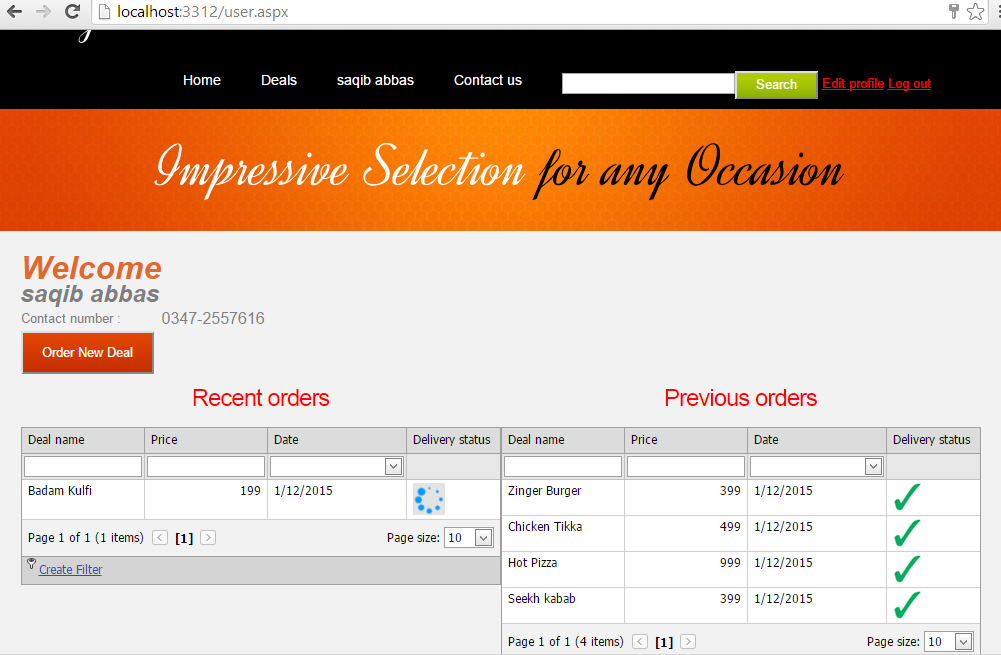 localhost:3312/user.aspx
Home Deals saqib abbas Contact us Search Edit profile Log out
Impressive Selection for any Occasion
Welcome
saqib abbas
Contact number : 0347-2557616
Order New Deal
Recent orders
Deal name Price Date Delivery status
Badam Kulfi 199 1/12/2015
Page 1 of 1 (1 items) [1] Page size: 10
Create Filter
Previous orders
Deal name Price Date Delivery status
Zinger Burger 399 1/12/2015
Chicken Tikka 499 1/12/2015
Hot Pizza 999 1/12/2015
Seekh kabab 399 1/12/2015
Page 1 of 1 (4 items) [1] Page size: 10